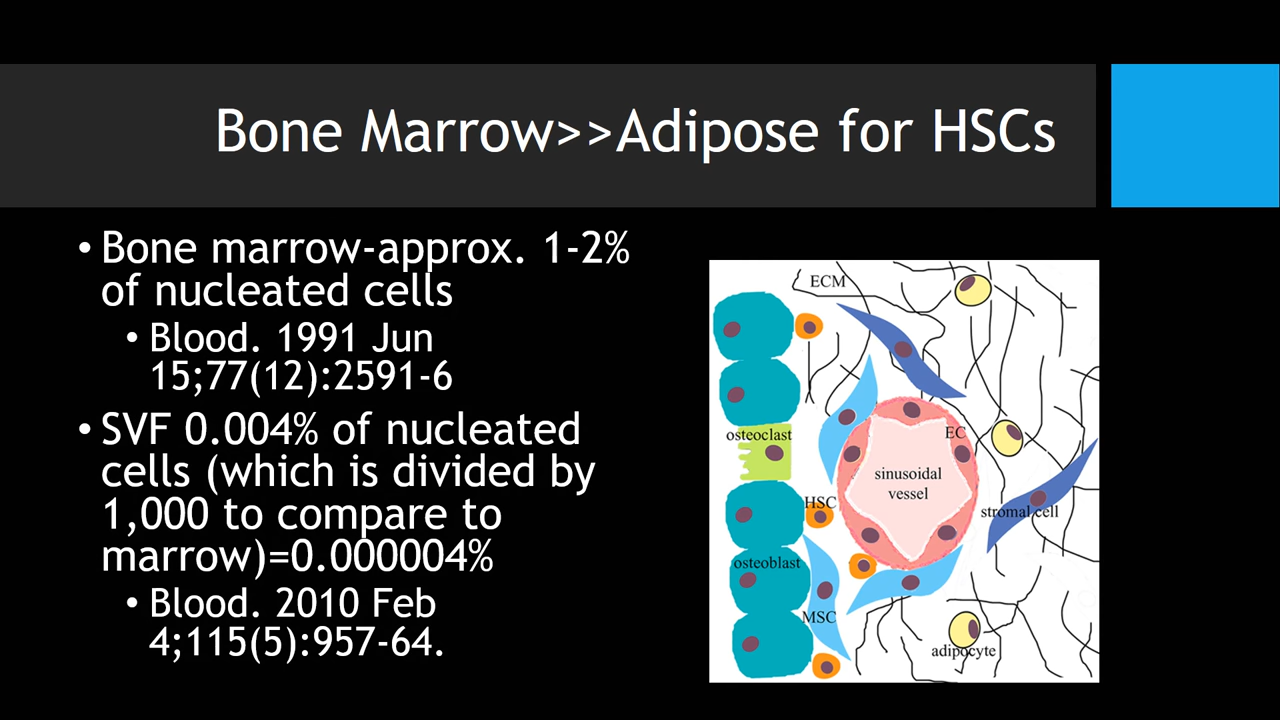 Bone Marrow>>Adipose for HSCs
• Bone marrow-approx. 1-2%
of nucleated cells
• Blood. 1991 Jun
15;77(12):2591-6
• SVF 0.004% of nucleated
cells (which is divided by
1,000 to compare to
marrow)=0.000004%
• Blood. 2010 Feb
4;115(5):957-64.
ECM
osteoclast
EC
sinusoidal
vessel
HSC
stromal cell
osteoblast
MSC
adipocyte